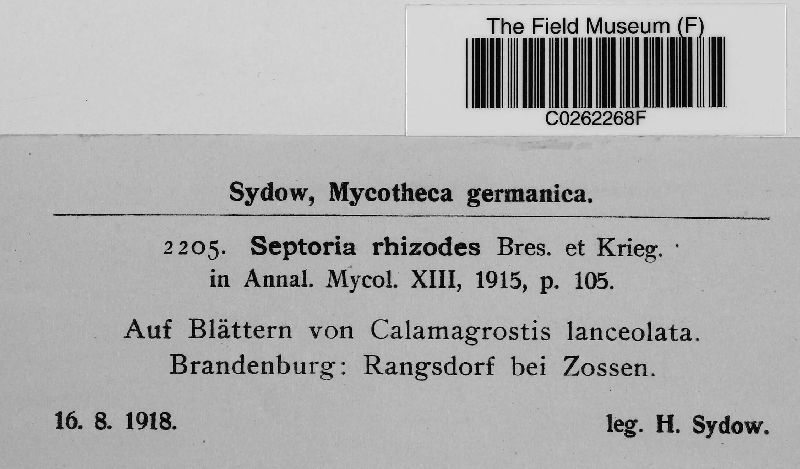 The Field Museum (F)
C0262268F
Sydow, Mycotheca germanica.
2205. Septoria rhizodes Bres. et Krieg.
in Annal. Mycol. XIII, 1915, p. 105.
Auf Blättern von Calamagrostis lanceolata.
Brandenburg: Rangsdorf bei Zossen.
16. 8. 1918. leg. H. Sydow.